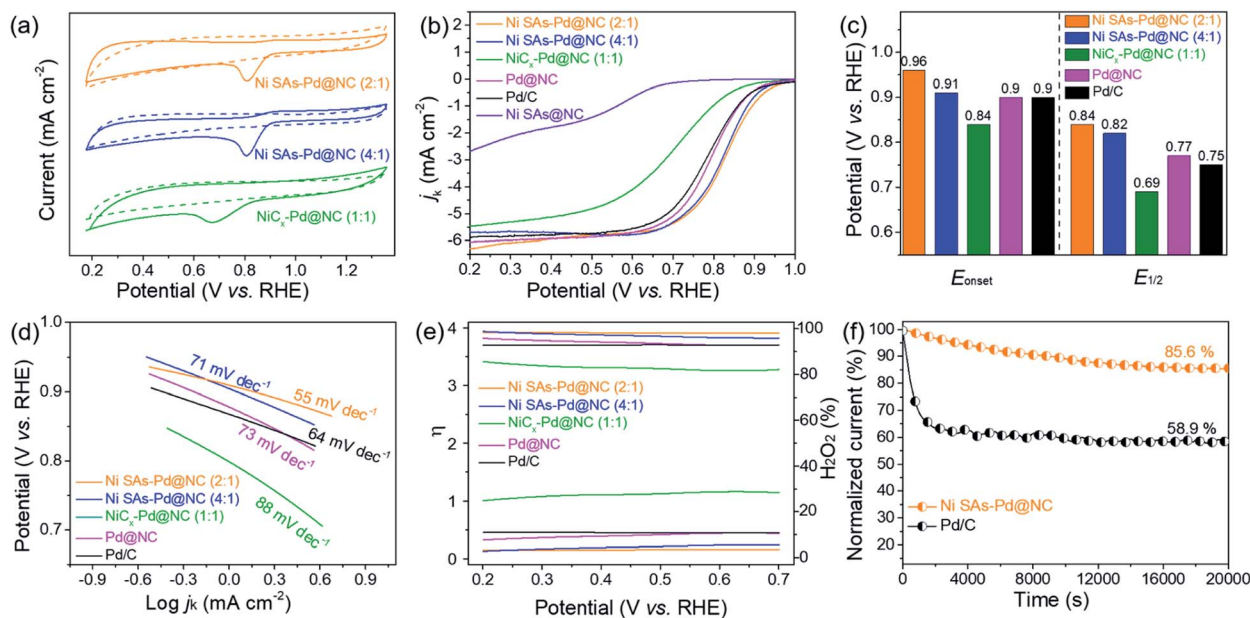 (a)
Current (mA cm⁻²)
Ni SAs-Pd@NC (2:1)
Ni SAs-Pd@NC (4:1)
NiCₓ-Pd@NC (1:1)
0.2 0.4 0.6 0.8 1.0 1.2
Potential (V vs. RHE)
(b)
Ni SAs-Pd@NC (2:1)
Ni SAs-Pd@NC (4:1)
NiCₓ-Pd@NC (1:1)
Pd@NC
Pd/C
Ni SAs@NC
jₖ (mA cm⁻²)
0
-1
-2
-3
-4
-5
-6
0.2 0.3 0.4 0.5 0.6 0.7 0.8 0.9 1.0
Potential (V vs. RHE)
(c)
Ni SAs-Pd@NC (2:1)
Ni SAs-Pd@NC (4:1)
NiCₓ-Pd@NC (1:1)
Pd@NC
Pd/C
Potential (V vs. RHE)
1.0
0.9
0.8
0.7
0.6
0.96 0.91 0.84 0.9 0.9
0.84 0.82 0.69 0.77 0.75
Eonset E1/2
(d)
Potential (V vs. RHE)
1.0
0.9
0.8
0.7
71 mV dec⁻¹
55 mV dec⁻¹
64 mV dec⁻¹
73 mV dec⁻¹
88 mV dec⁻¹
Ni SAs-Pd@NC (2:1)
Ni SAs-Pd@NC (4:1)
NiCₓ-Pd@NC (1:1)
Pd@NC
Pd/C
-0.9 -0.6 -0.3 0.0 0.3 0.6 0.9
Log jₖ (mA cm⁻²)
(e)
η
4
3
2
1
0
Ni SAs-Pd@NC (2:1)
Ni SAs-Pd@NC (4:1)
NiCₓ-Pd@NC (1:1)
Pd@NC
Pd/C
100
80
60
40
20
0
H₂O₂ (%)
0.2 0.3 0.4 0.5 0.6 0.7
Potential (V vs. RHE)
(f)
Normalized current (%)
100
90
80
70
60
50
40
30
20
10
85.6 %
58.9 %
Ni SAs-Pd@NC
Pd/C
0 4000 8000 12000 16000 20000
Time (s)